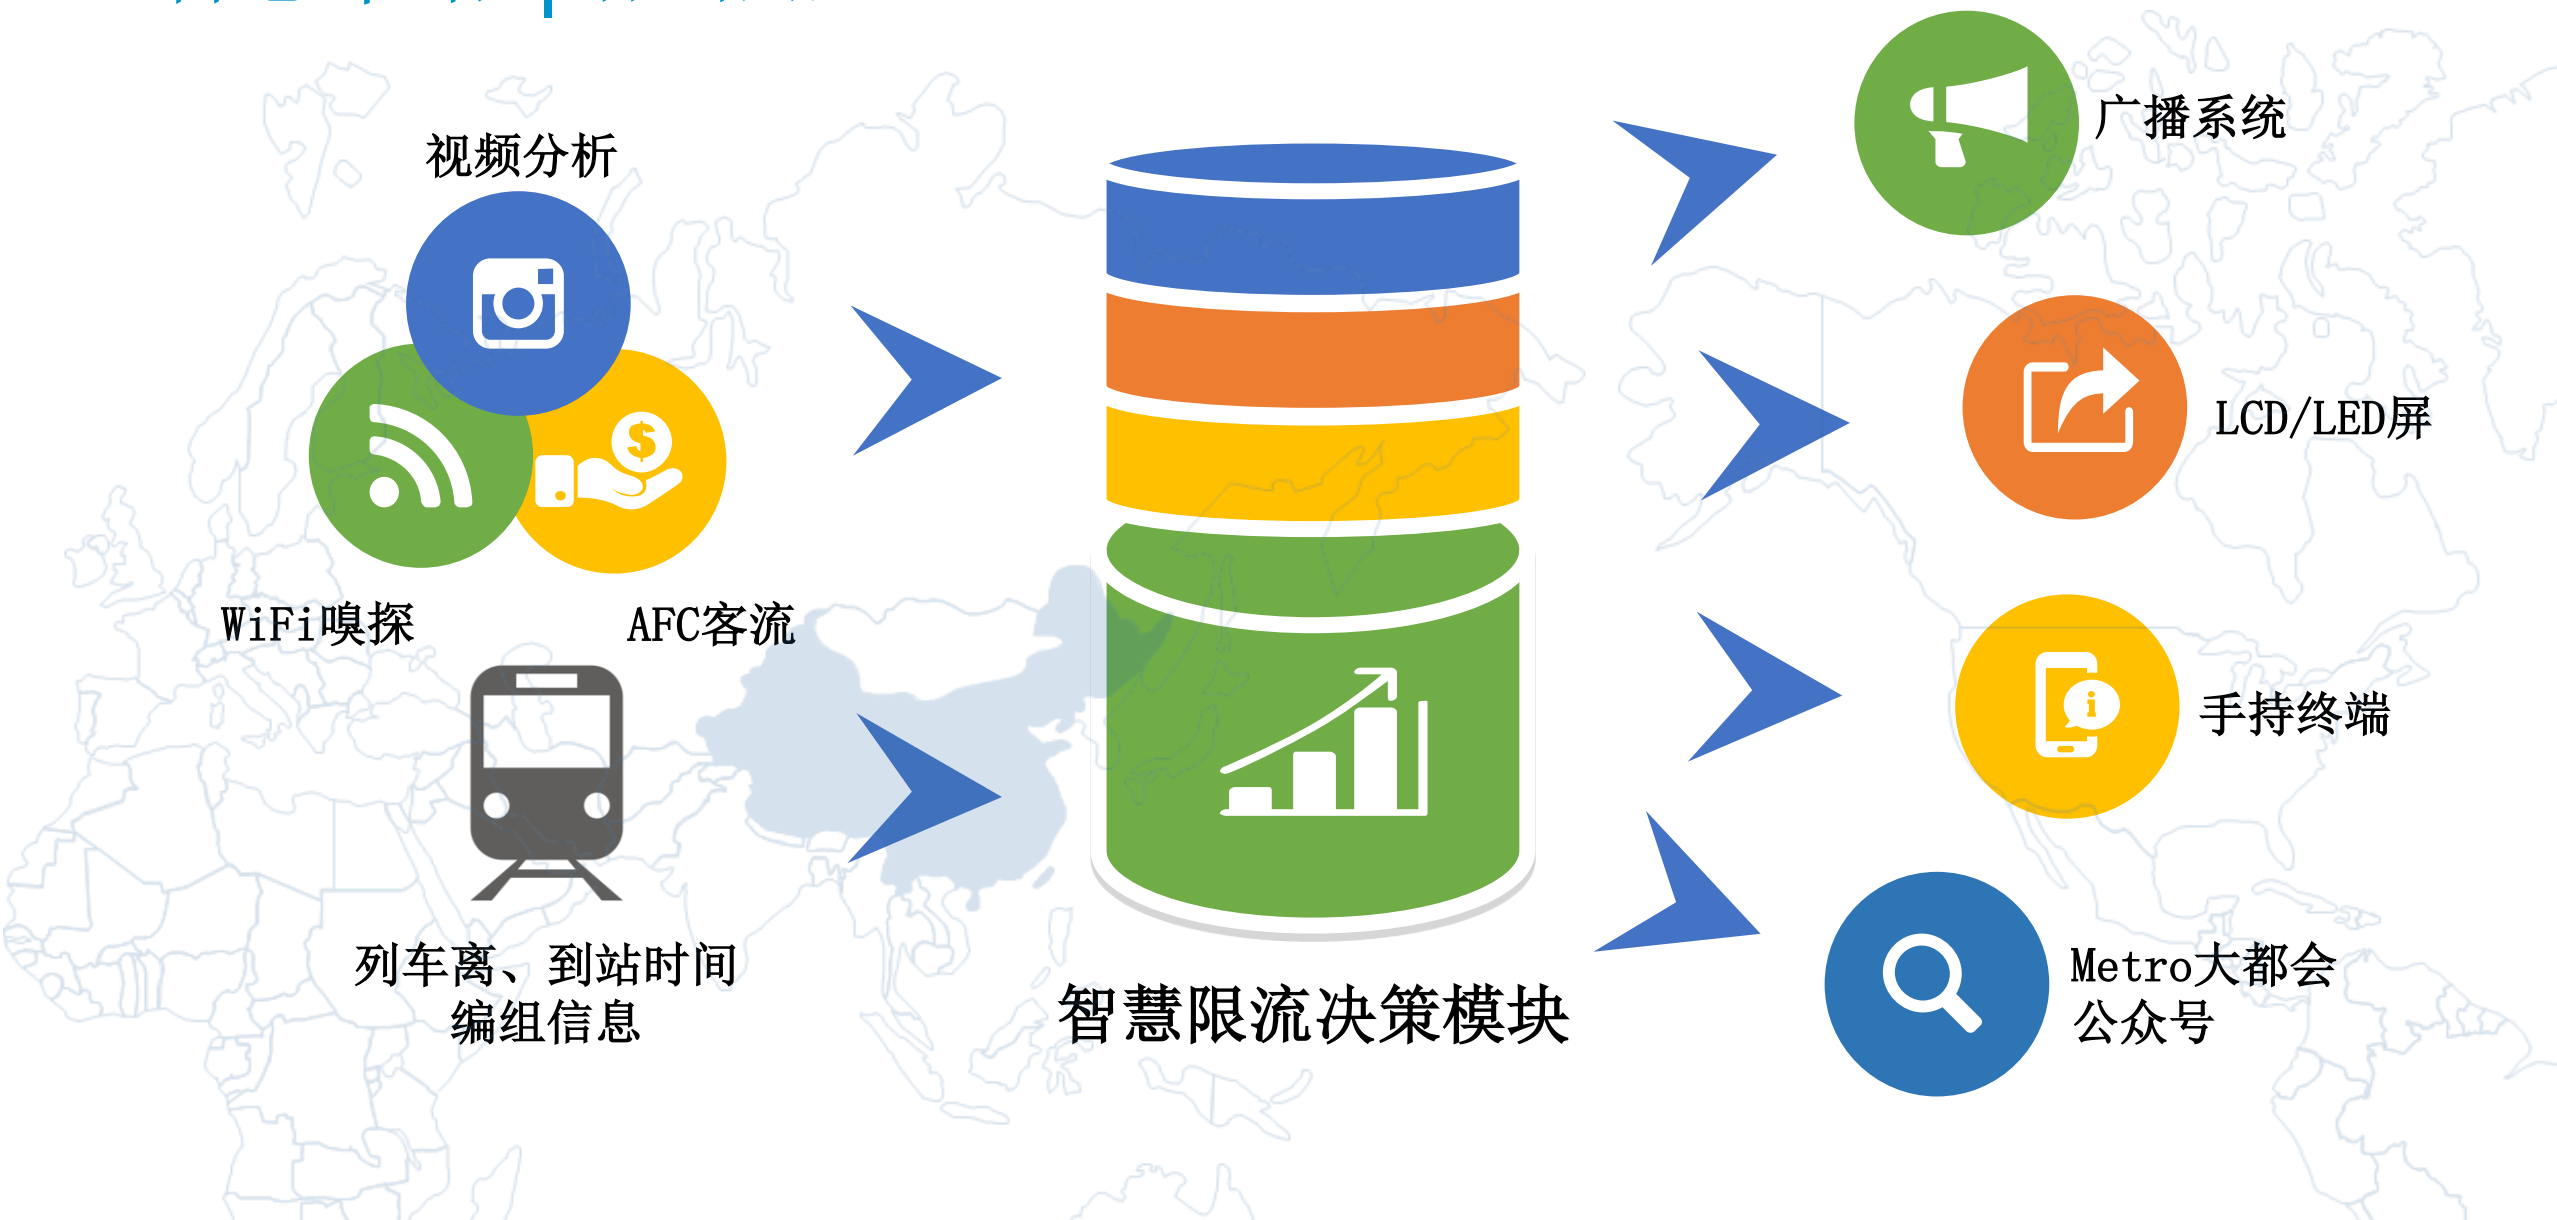 视频分析
WiFi嗅探
AFC客流
列车离、到站时间
编组信息
智慧限流决策模块
广播系统
LCD/LED屏
手持终端
Metro大都会
公众号